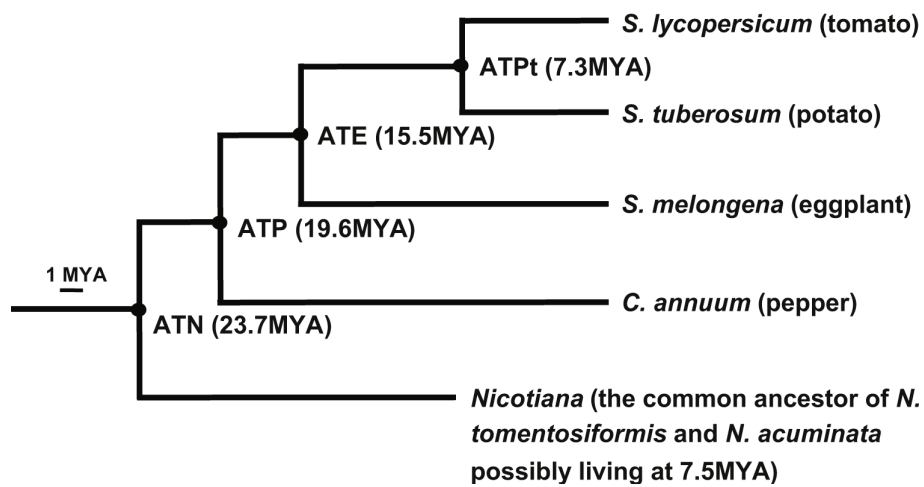 S. lycopersicum (tomato)
ATPt (7.3MYA)
S. tuberosum (potato)
ATE (15.5MYA)
S. melongena (eggplant)
ATP (19.6MYA)
1 MYA
C. annuum (pepper)
ATN (23.7MYA)
Nicotiana (the common ancestor of N.
tomentosiformis and N. acuminata
possibly living at 7.5MYA)